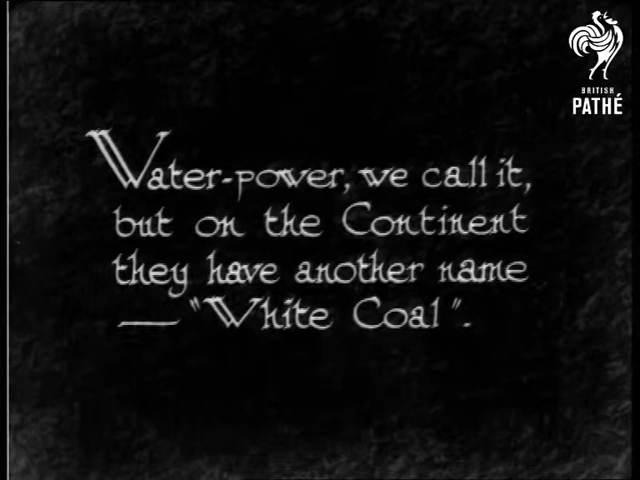 BRITISH
PATHÉ
Water-power, we call it,
but on the Continent
they have another name
— "White Coal".